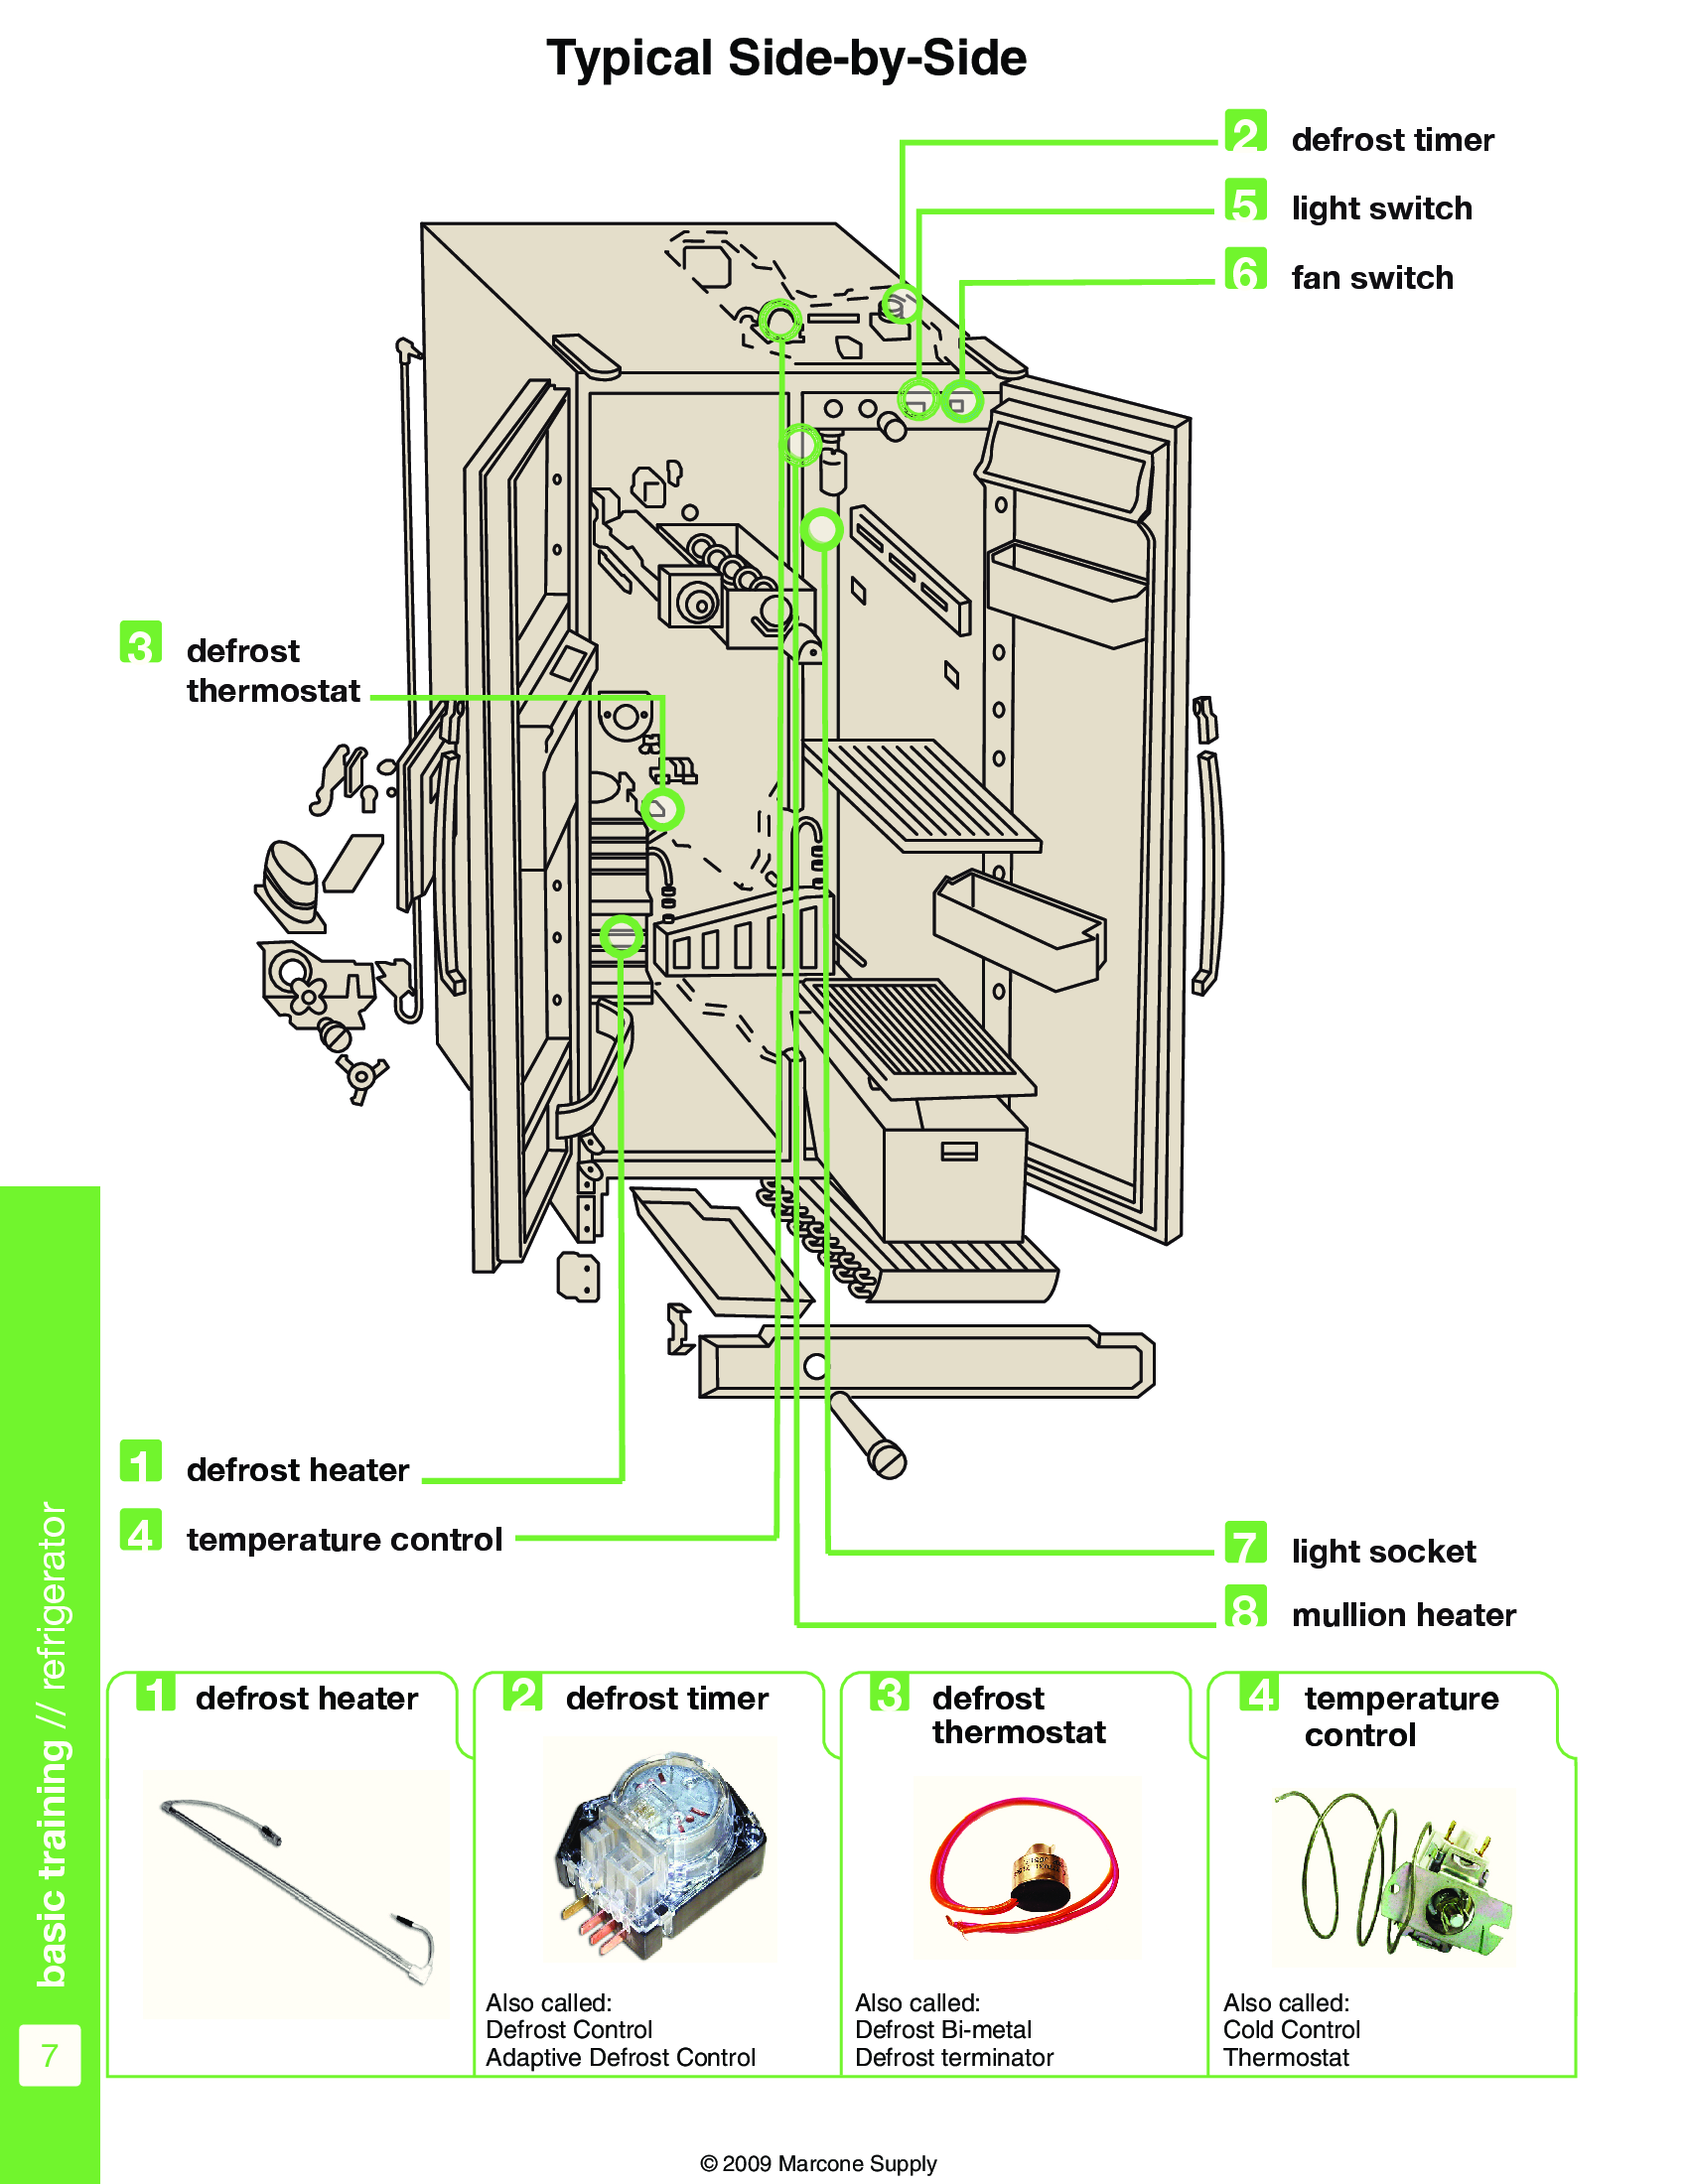 Typical Side-by-Side
2 defrost timer
5 light switch
6 fan switch
3 defrost
thermostat
1 defrost heater
4 temperature control
7 light socket
8 mullion heater
basic training // refrigerator
7
1 defrost heater
2 defrost timer
Also called:
Defrost Control
Adaptive Defrost Control
3 defrost
thermostat
Also called:
Defrost Bi-metal
Defrost terminator
4 temperature
control
Also called:
Cold Control
Thermostat
© 2009 Marcone Supply